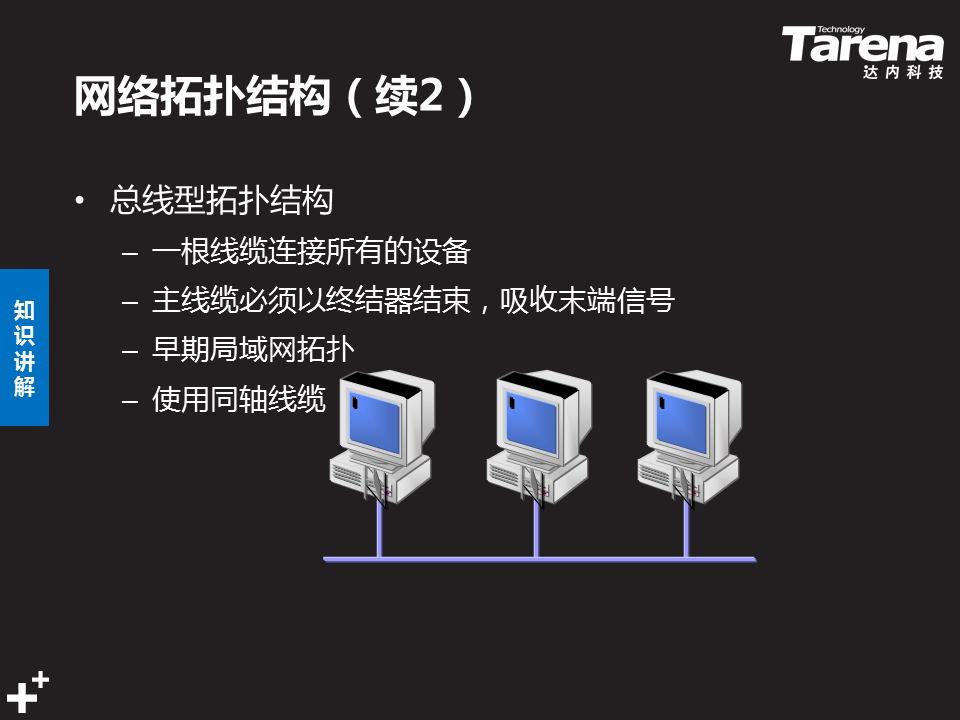 Technology
Tarena
达内科技
网络拓扑结构（续2）
• 总线型拓扑结构
– 一根线缆连接所有的设备
– 主线缆必须以终结器结束，吸收末端信号
– 早期局域网拓扑
– 使用同轴线缆
知识讲解